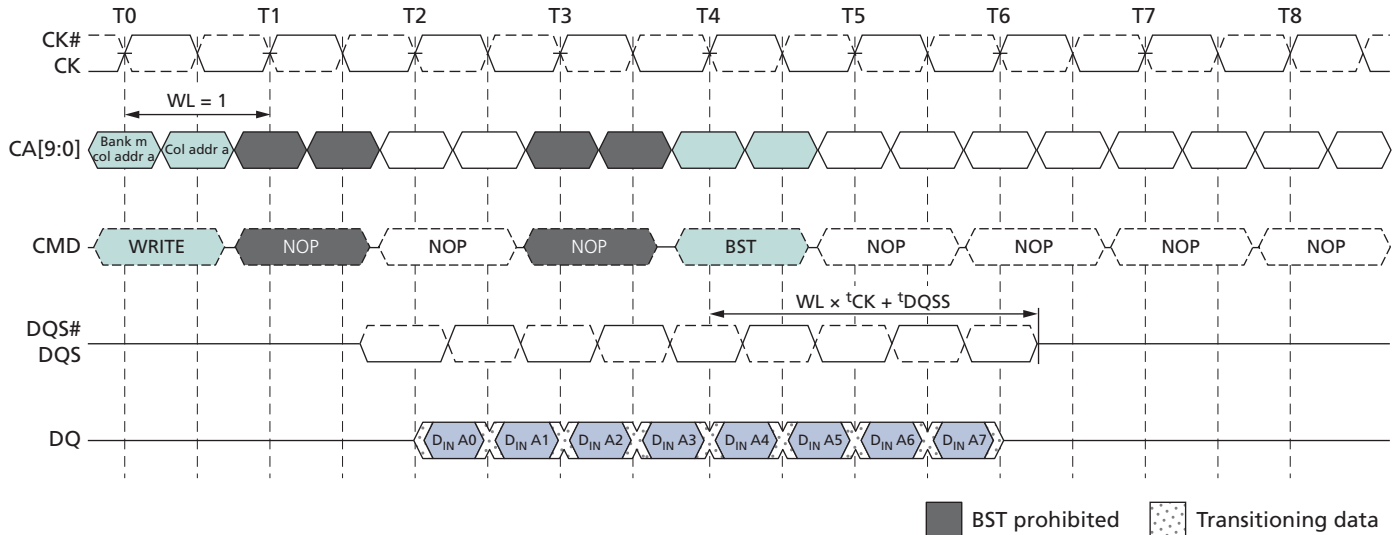 T0 T1 T2 T3 T4 T5 T6 T7 T8
CK#
CK
WL = 1
CA[9:0]
Bank m
col addr a
Col addr a
CMD
WRITE NOP NOP NOP BST NOP NOP NOP NOP
WL × tCK + tDQSS
DQS#
DQS
DQ
DIN A0 DIN A1 DIN A2 DIN A3 DIN A4 DIN A5 DIN A6 DIN A7
BST prohibited Transitioning data